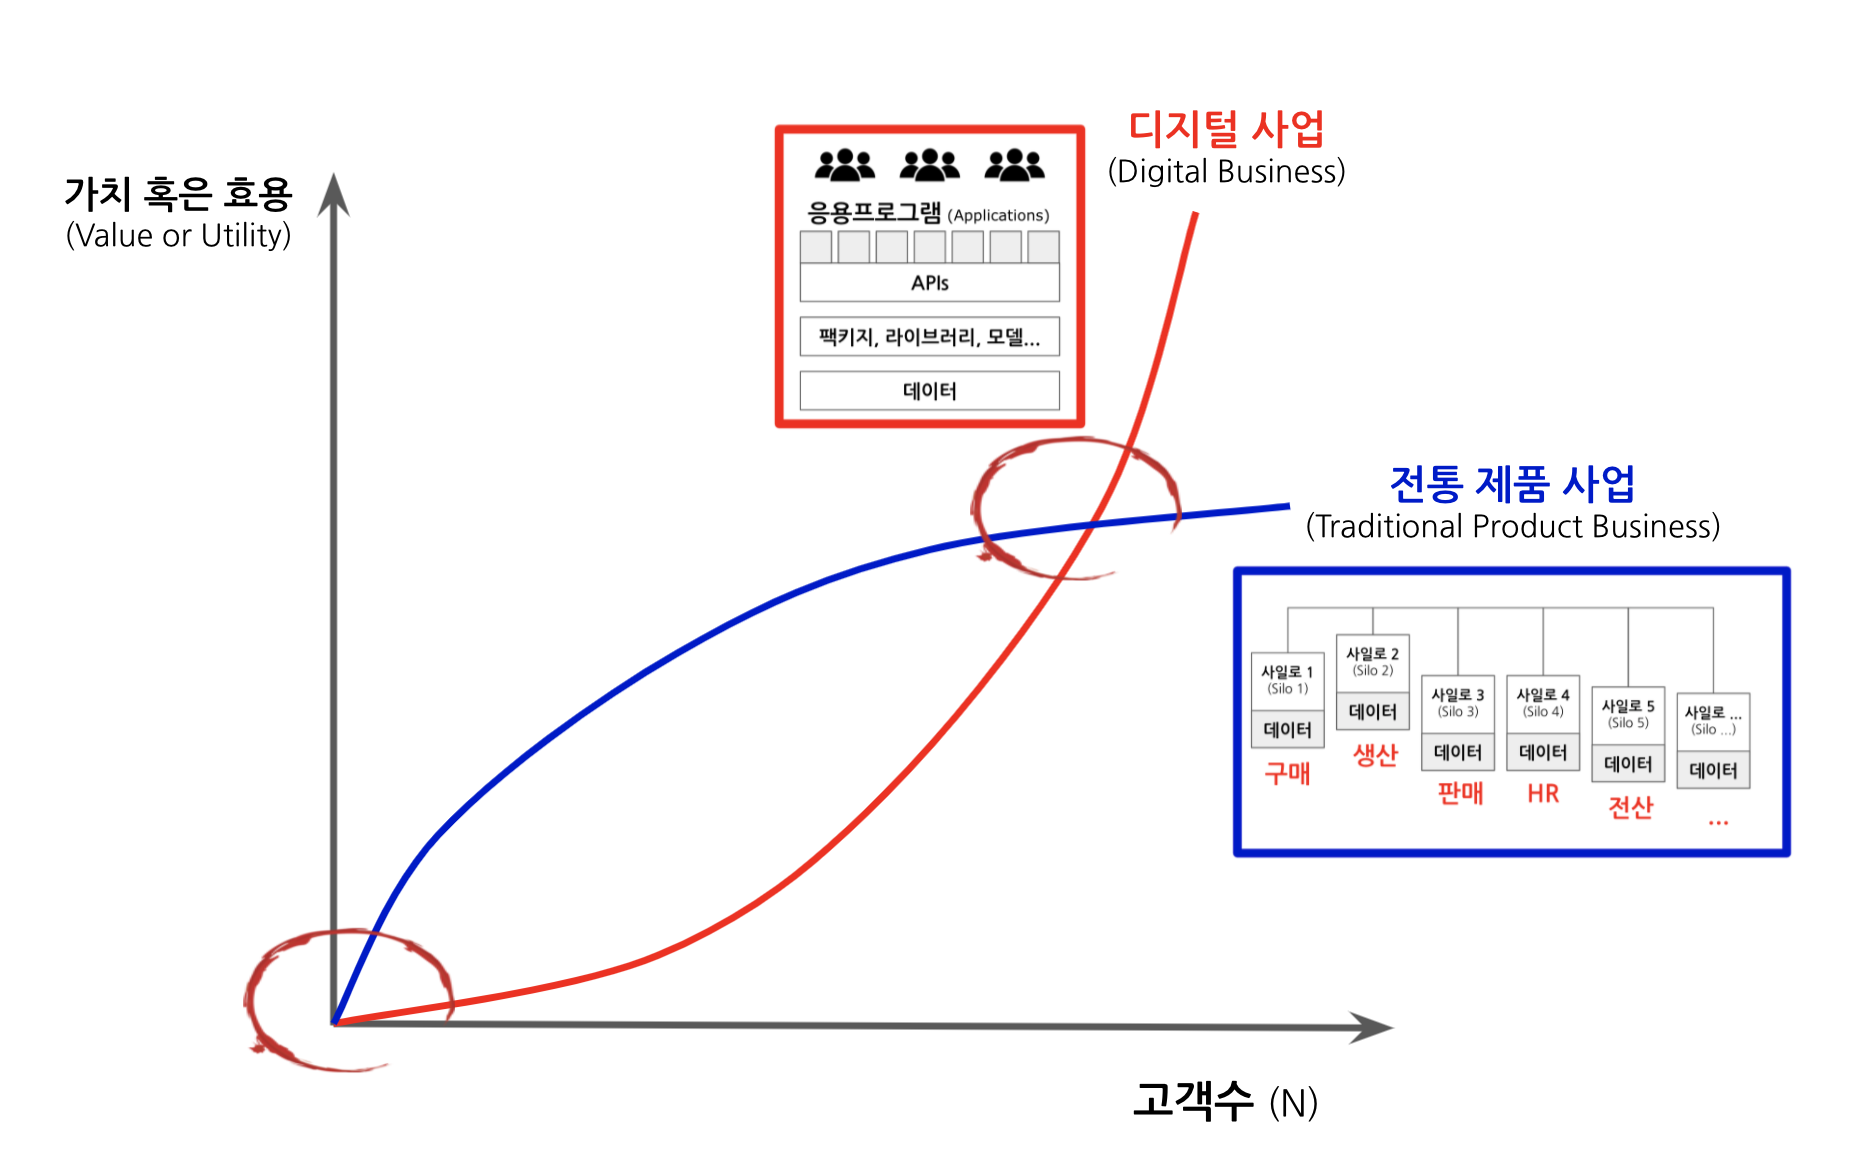 디지털 사업
(Digital Business)
가치 혹은 효용
(Value or Utility)
응용프로그램 (Applications)
APIs
팩키지, 라이브러리, 모델...
데이터
전통 제품 사업
(Traditional Product Business)
사일로 1
(Silo 1)
데이터
구매
사일로 2
(Silo 2)
데이터
생산
사일로 3
(Silo 3)
데이터
판매
사일로 4
(Silo 4)
데이터
HR
사일로 5
(Silo 5)
데이터
전산
사일로 ...
(Silo ...)
데이터
...
고객수 (N)